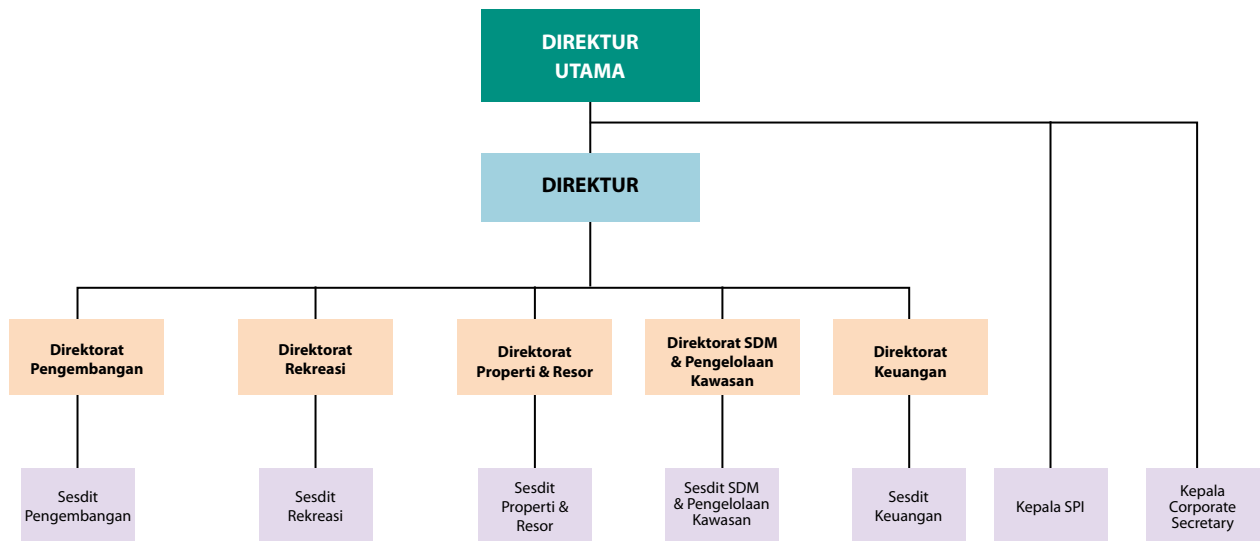 DIREKTUR
UTAMA
DIREKTUR
Direktorat
Pengembangan
Direktorat
Rekreasi
Direktorat
Properti & Resor
Direktorat SDM
& Pengelolaan
Kawasan
Direktorat
Keuangan
Sesdit
Pengembangan
Sesdit
Rekreasi
Sesdit
Properti &
Resor
Sesdit SDM
& Pengelolaan
Kawasan
Sesdit
Keuangan
Kepala SPI
Kepala
Corporate
Secretary